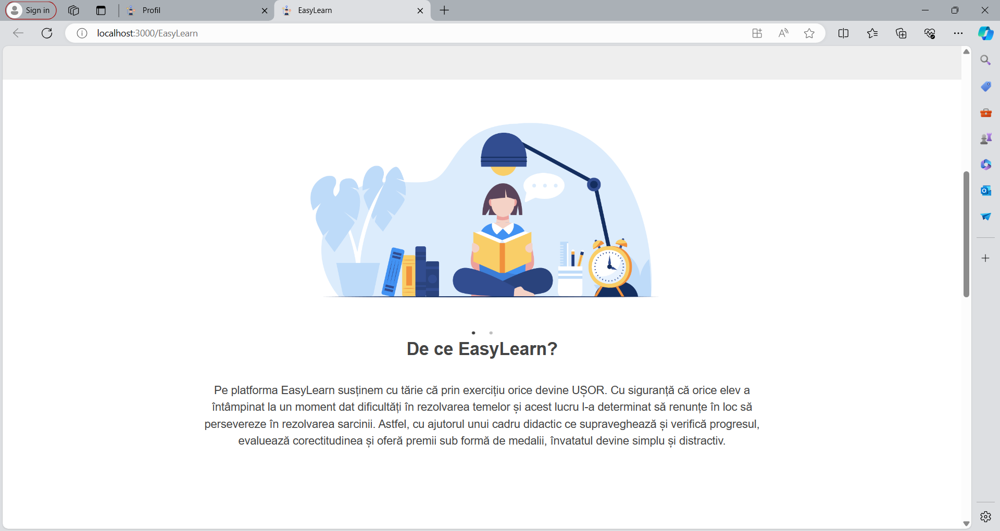 Sign in
Profil
EasyLearn
localhost:3000/EasyLearn
De ce EasyLearn?
Pe platforma EasyLearn susținem cu tărie că prin exercițiu orice devine UȘOR. Cu siguranță că orice elev a
întâmpinat la un moment dat dificultăți în rezolvarea temelor și acest lucru l-a determinat să renunțe în loc să
persevereze în rezolvarea sarcinii. Astfel, cu ajutorul unui cadru didactic ce supraveghează și verifică progresul,
evaluează corectitudinea și oferă premii sub formă de medalii, învatatul devine simplu și distractiv.